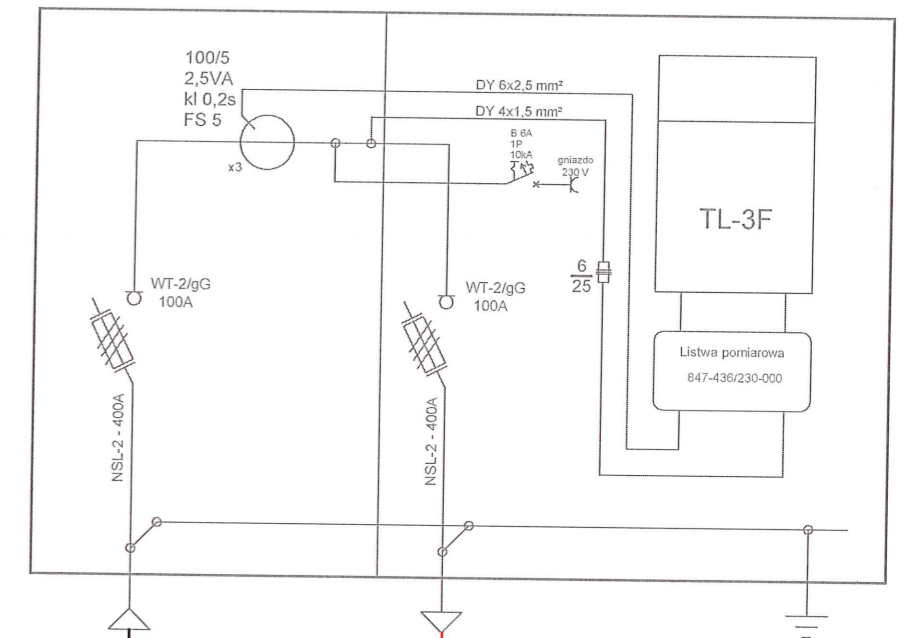 100/5
2,5VA
kl 0,2s
FS 5
x3
DY 6x2,5 mm²
DY 4x1,5 mm²
B 6A
1P
10kA
gniazdo
230 V
TL-3F
6
25
WT-2/gG
100A
WT-2/gG
100A
Listwa pomiarowa
847-436/230-000
NSL-2 - 400A
NSL-2 - 400A